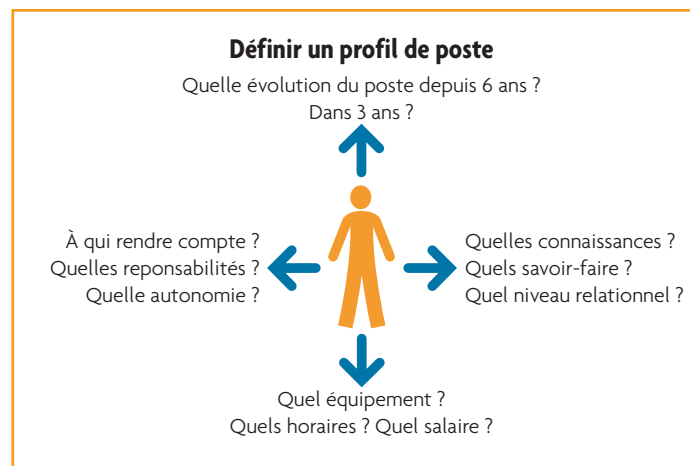 Définir un profil de poste
Quelle évolution du poste depuis 6 ans ?
Dans 3 ans ?
À qui rendre compte ?
Quelles reponsabilités ?
Quelle autonomie ?
Quelles connaissances ?
Quels savoir-faire ?
Quel niveau relationnel ?
Quel équipement ?
Quels horaires ? Quel salaire ?